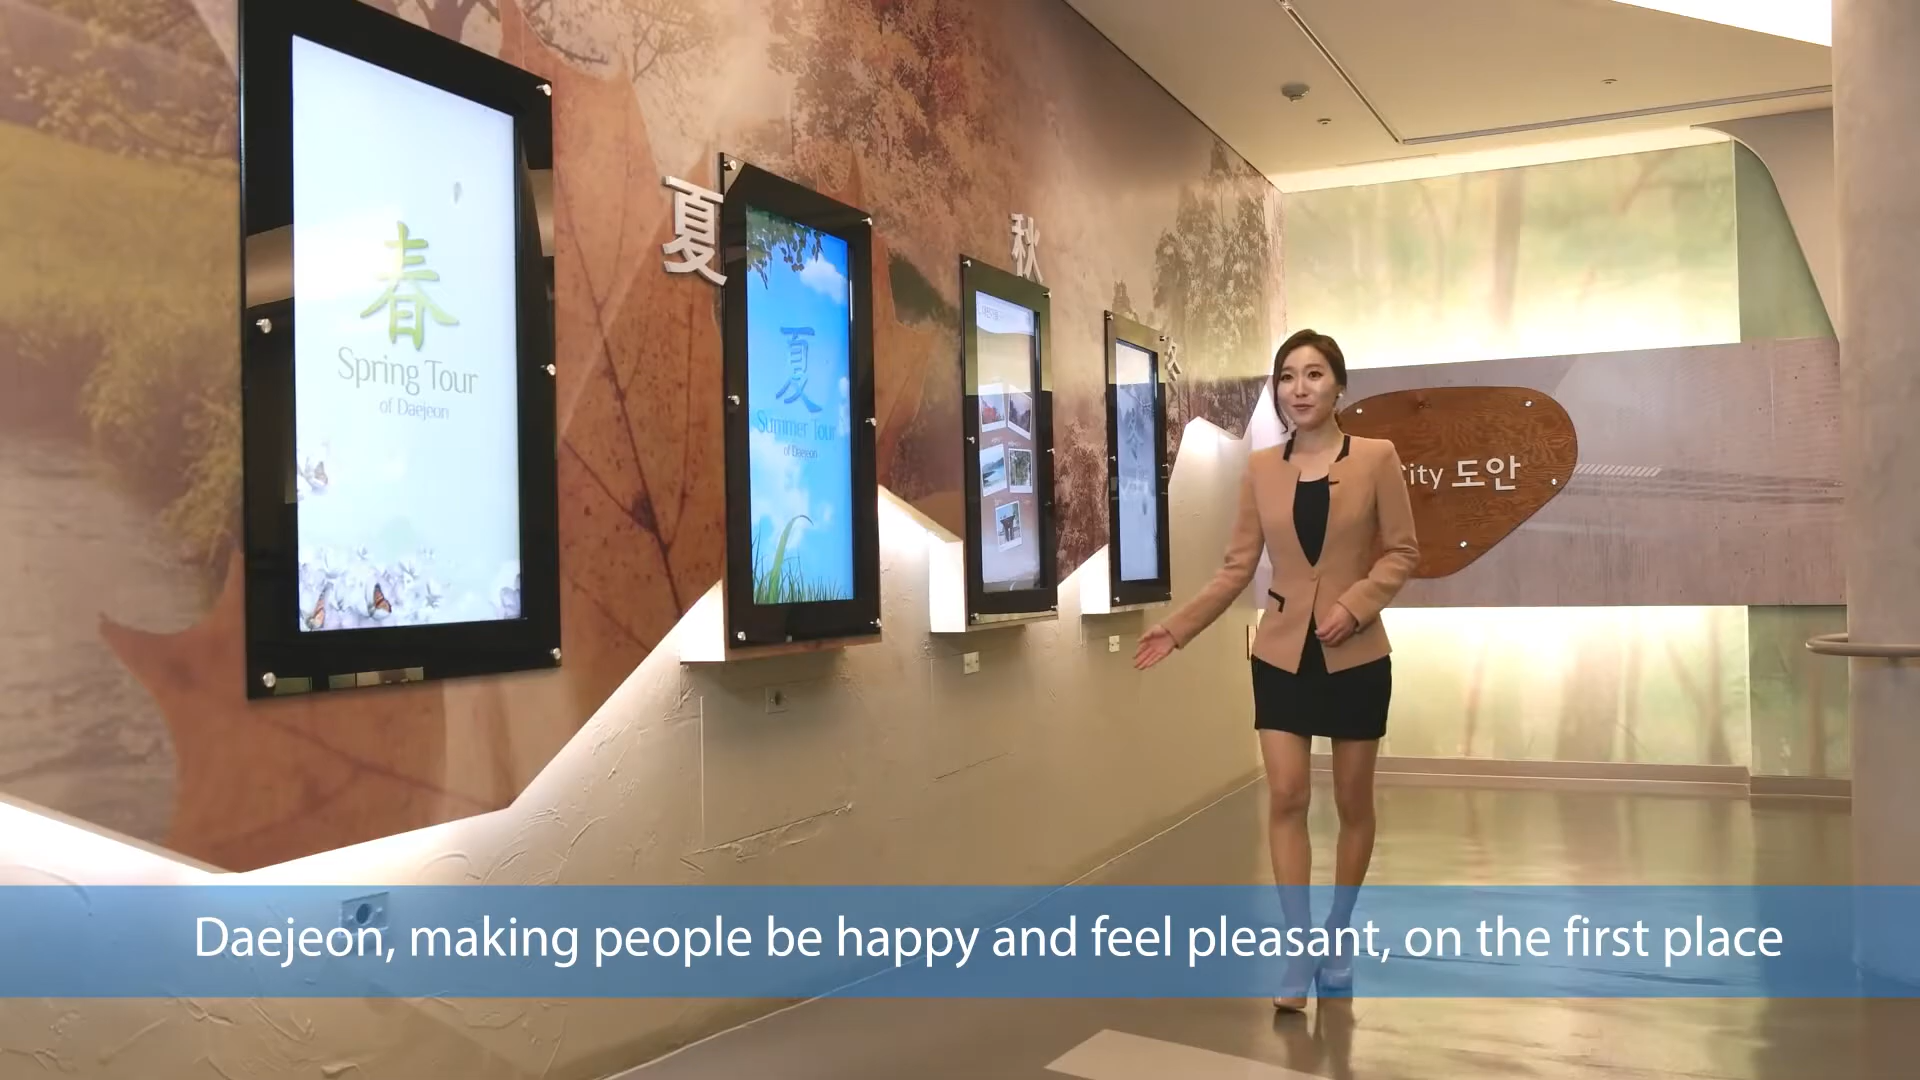 春
Spring Tour
of Daejeon
夏
夏
Summer Tour
of Daejeon
秋
冬
City 도안
Daejeon, making people be happy and feel pleasant, on the first place